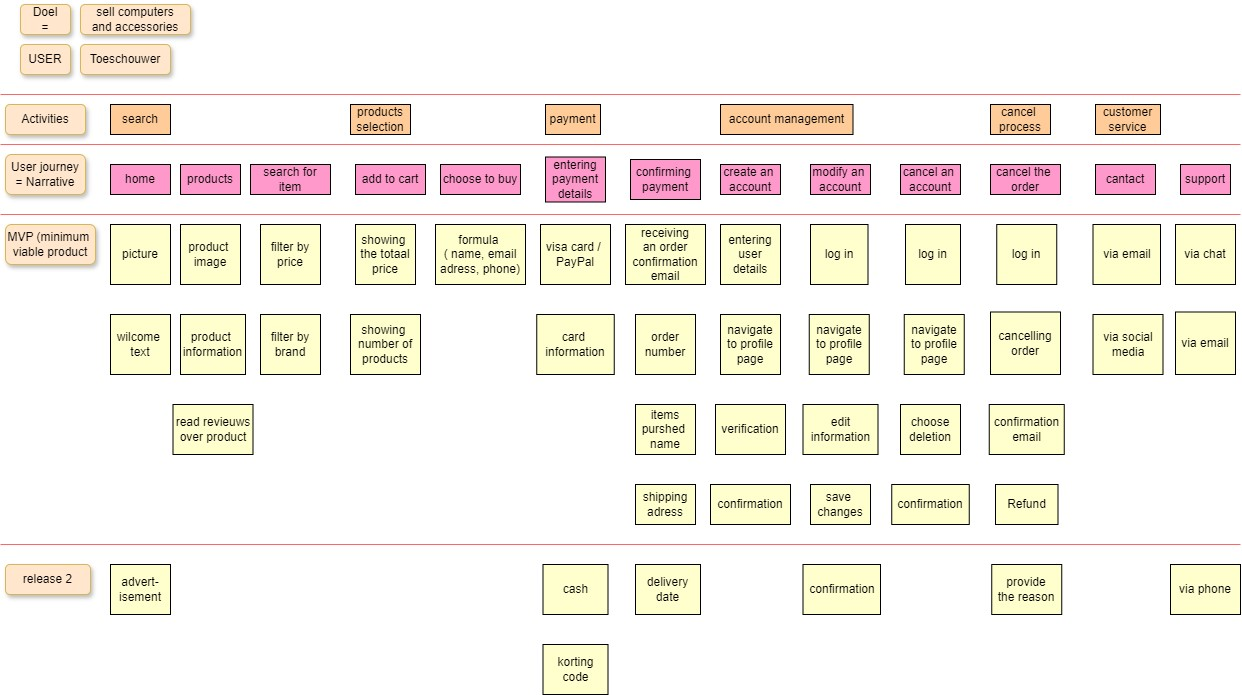 Doel
=
sell computers
and accessories
USER
Toeschouwer
Activities
search
products
selection
payment
account management
cancel
process
customer
service
User journey
= Narrative
home
products
search for
item
add to cart
choose to buy
entering
payment
details
confirming
payment
create an
account
modify an
account
cancel an
account
cancel the
order
cantact
support
MVP (minimum
viable product
picture
product
image
filter by
price
showing
the totaal
price
formula
( name, email
adress, phone)
visa card /
PayPal
receiving
an order
confirmation
email
entering
user
details
log in
log in
log in
via email
via chat
wilcome
text
product
information
filter by
brand
showing
number of
products
card
information
order
number
navigate
to profile
page
navigate
to profile
page
navigate
to profile
page
cancelling
order
via social
media
via email
read revieuws
over product
items
purshed
name
verification
edit
information
choose
deletion
confirmation
email
shipping
adress
confirmation
save
changes
confirmation
Refund
release 2
advert-
isement
cash
delivery
date
confirmation
provide
the reason
via phone
korting
code